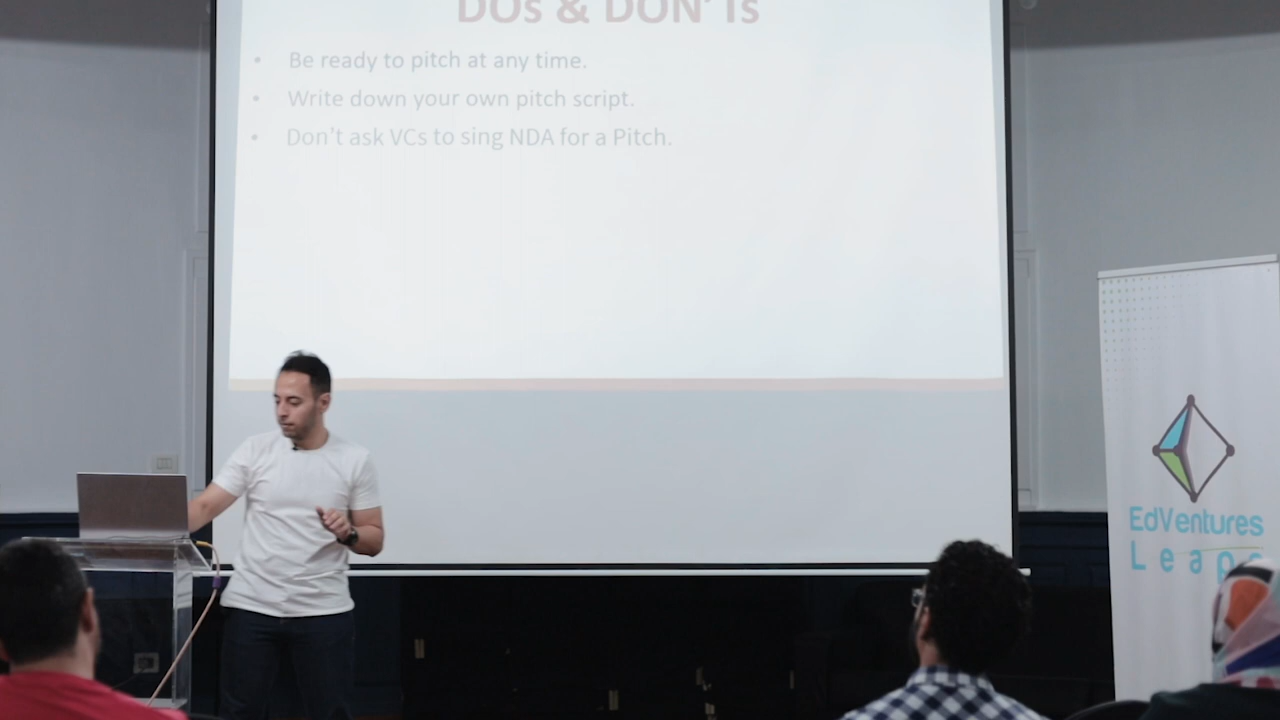 DOs & DON'Ts
• Be ready to pitch at any time.
• Write down your own pitch script.
• Don't ask VCs to sing NDA for a Pitch.
EdVentures